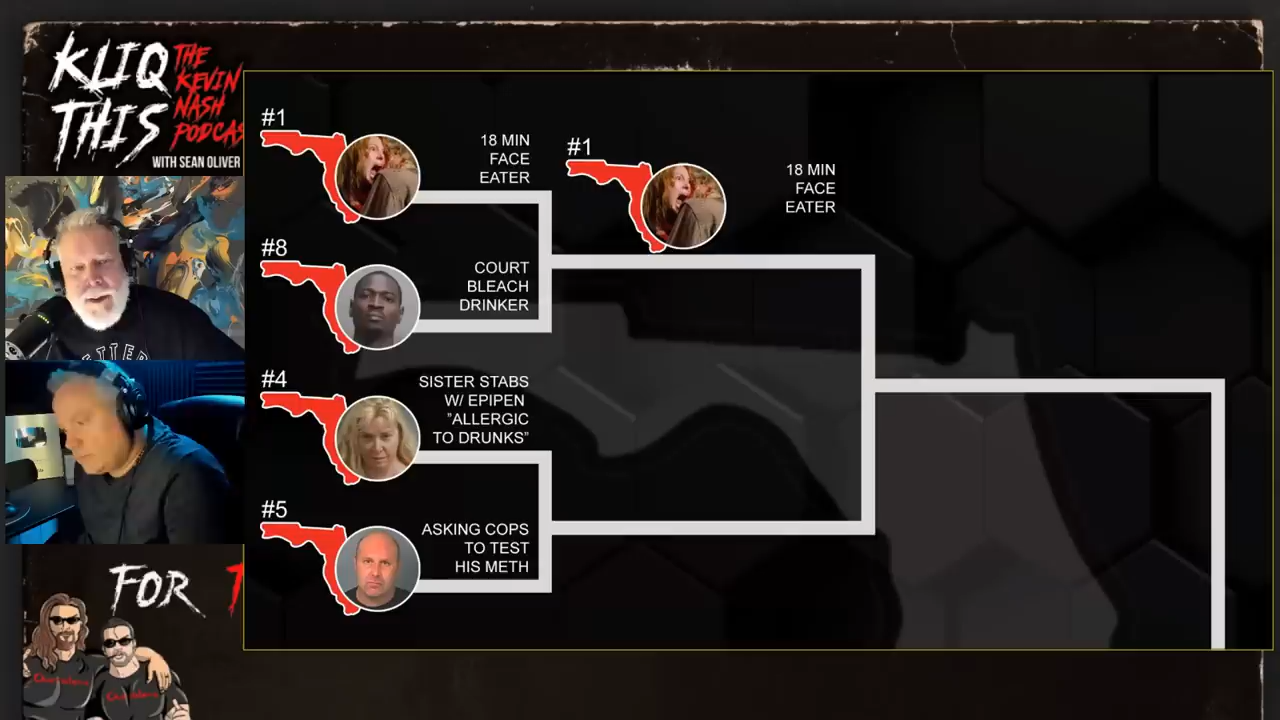 KLIQ
THIS
THE
KEVIN
NASH
WITH SEAN OLIVER
#1
18 MIN
FACE
EATER
#8
COURT
BLEACH
DRINKER
#4
SISTER STABS
W/ EPIPEN
"ALLERGIC
TO DRUNKS"
#5
ASKING COPS
TO TEST
HIS METH
#1
18 MIN
FACE
EATER
FOR